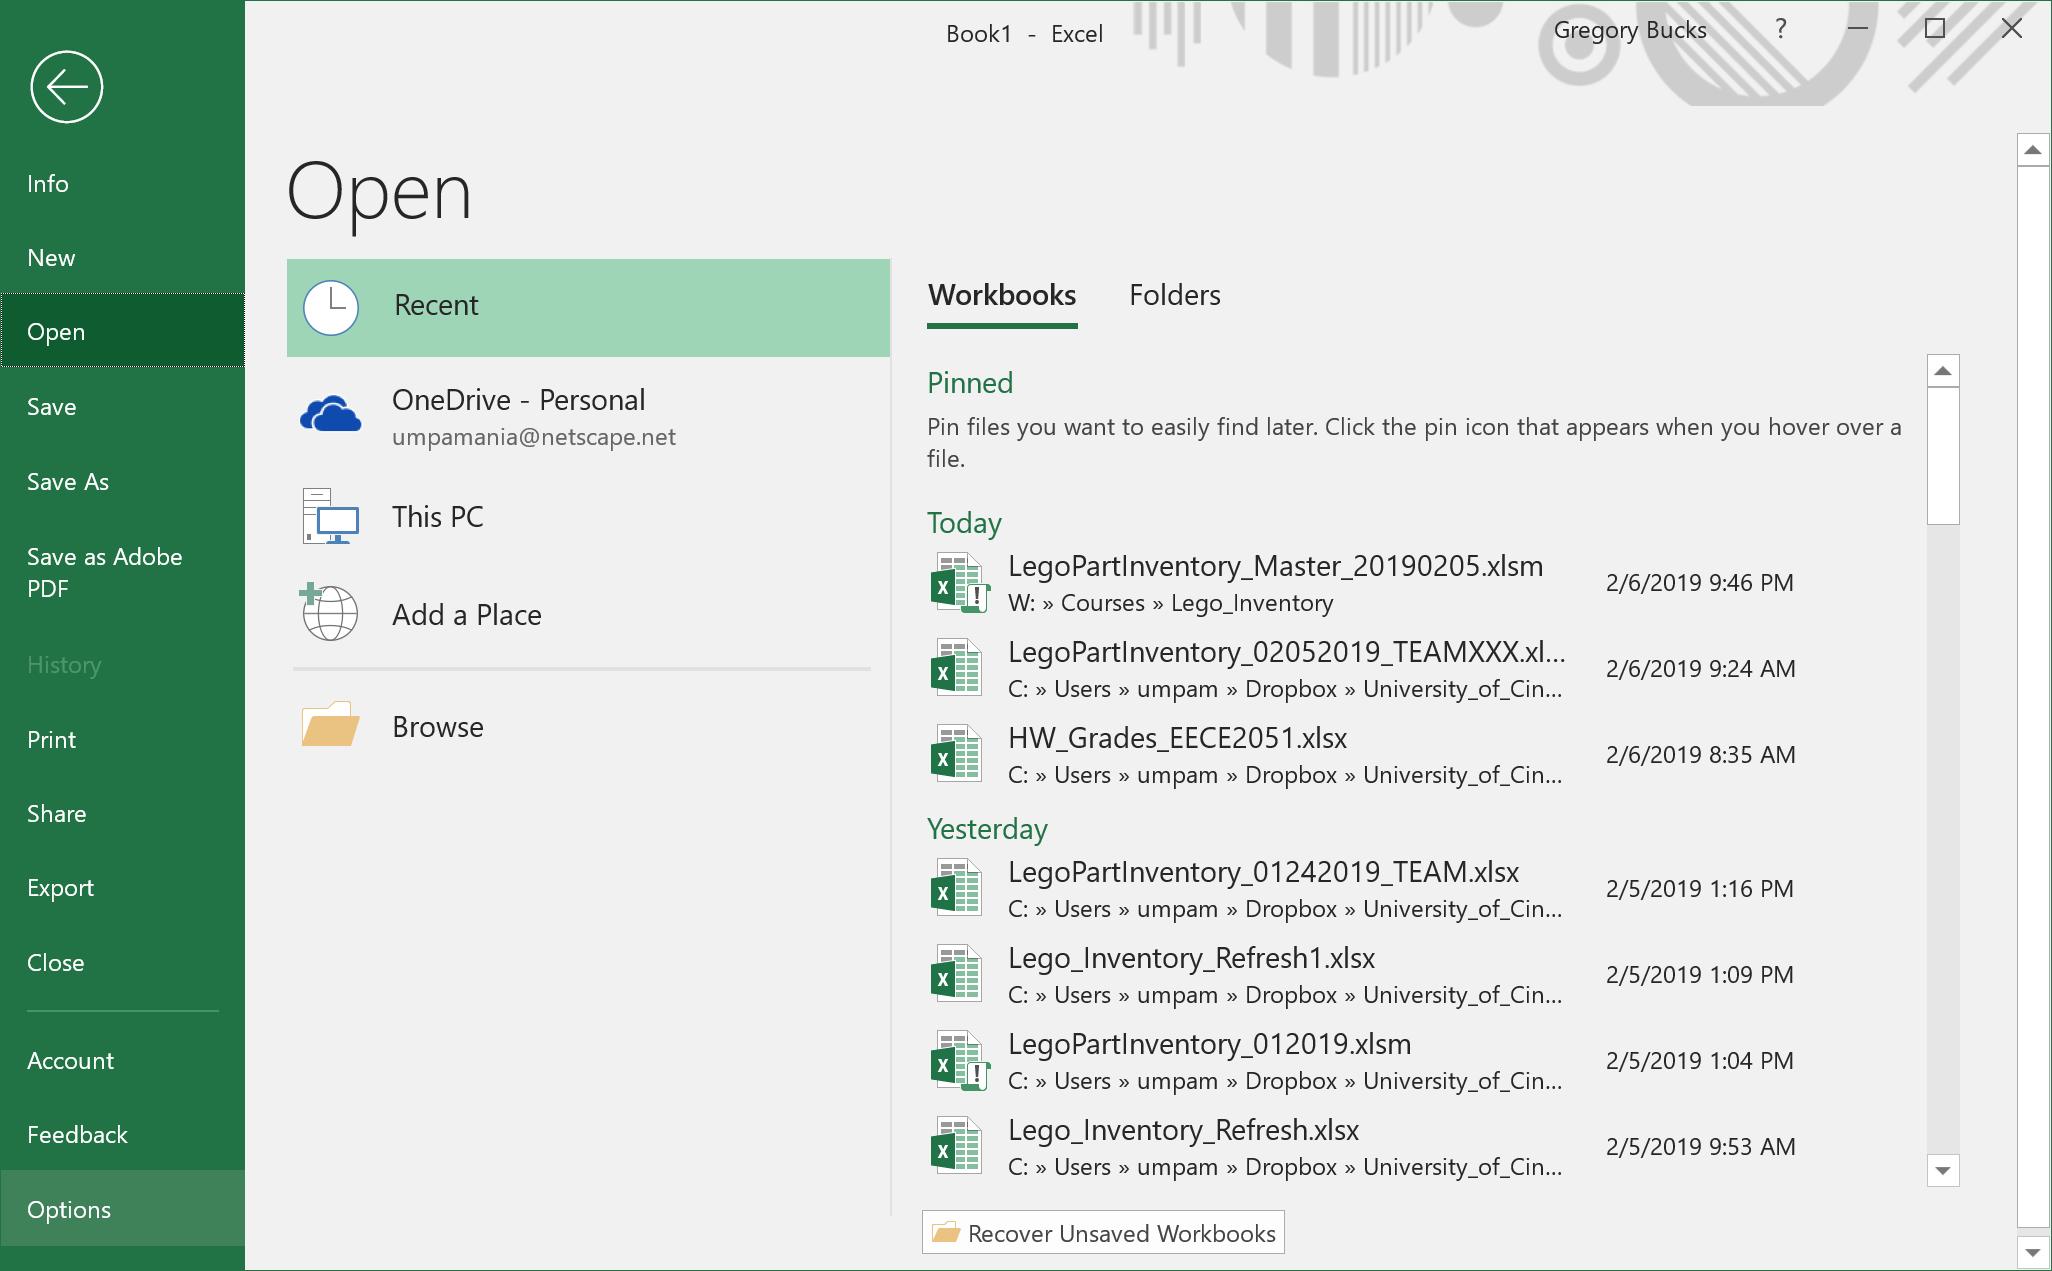 Book1 - Excel
Gregory Bucks
?
Info
New
Open
Save
Save As
Save as Adobe
PDF
History
Print
Share
Export
Close
Account
Feedback
Options
Open
Recent
OneDrive - Personal
umpamania@netscape.net
This PC
Add a Place
Browse
Workbooks Folders
Pinned
Pin files you want to easily find later. Click the pin icon that appears when you hover over a
file.
Today
LegoPartInventory_Master_20190205.xlsm
W: » Courses » Lego_Inventory
2/6/2019 9:46 PM
LegoPartInventory_02052019_TEAMXXX.xl...
C: » Users » umpam » Dropbox » University_of_Cin...
2/6/2019 9:24 AM
HW_Grades_EECE2051.xlsx
C: » Users » umpam » Dropbox » University_of_Cin...
2/6/2019 8:35 AM
Yesterday
LegoPartInventory_01242019_TEAM.xlsx
C: » Users » umpam » Dropbox » University_of_Cin...
2/5/2019 1:16 PM
Lego_Inventory_Refresh1.xlsx
C: » Users » umpam » Dropbox » University_of_Cin...
2/5/2019 1:09 PM
LegoPartInventory_012019.xlsm
C: » Users » umpam » Dropbox » University_of_Cin...
2/5/2019 1:04 PM
Lego_Inventory_Refresh.xlsx
C: » Users » umpam » Dropbox » University_of_Cin...
2/5/2019 9:53 AM
Recover Unsaved Workbooks